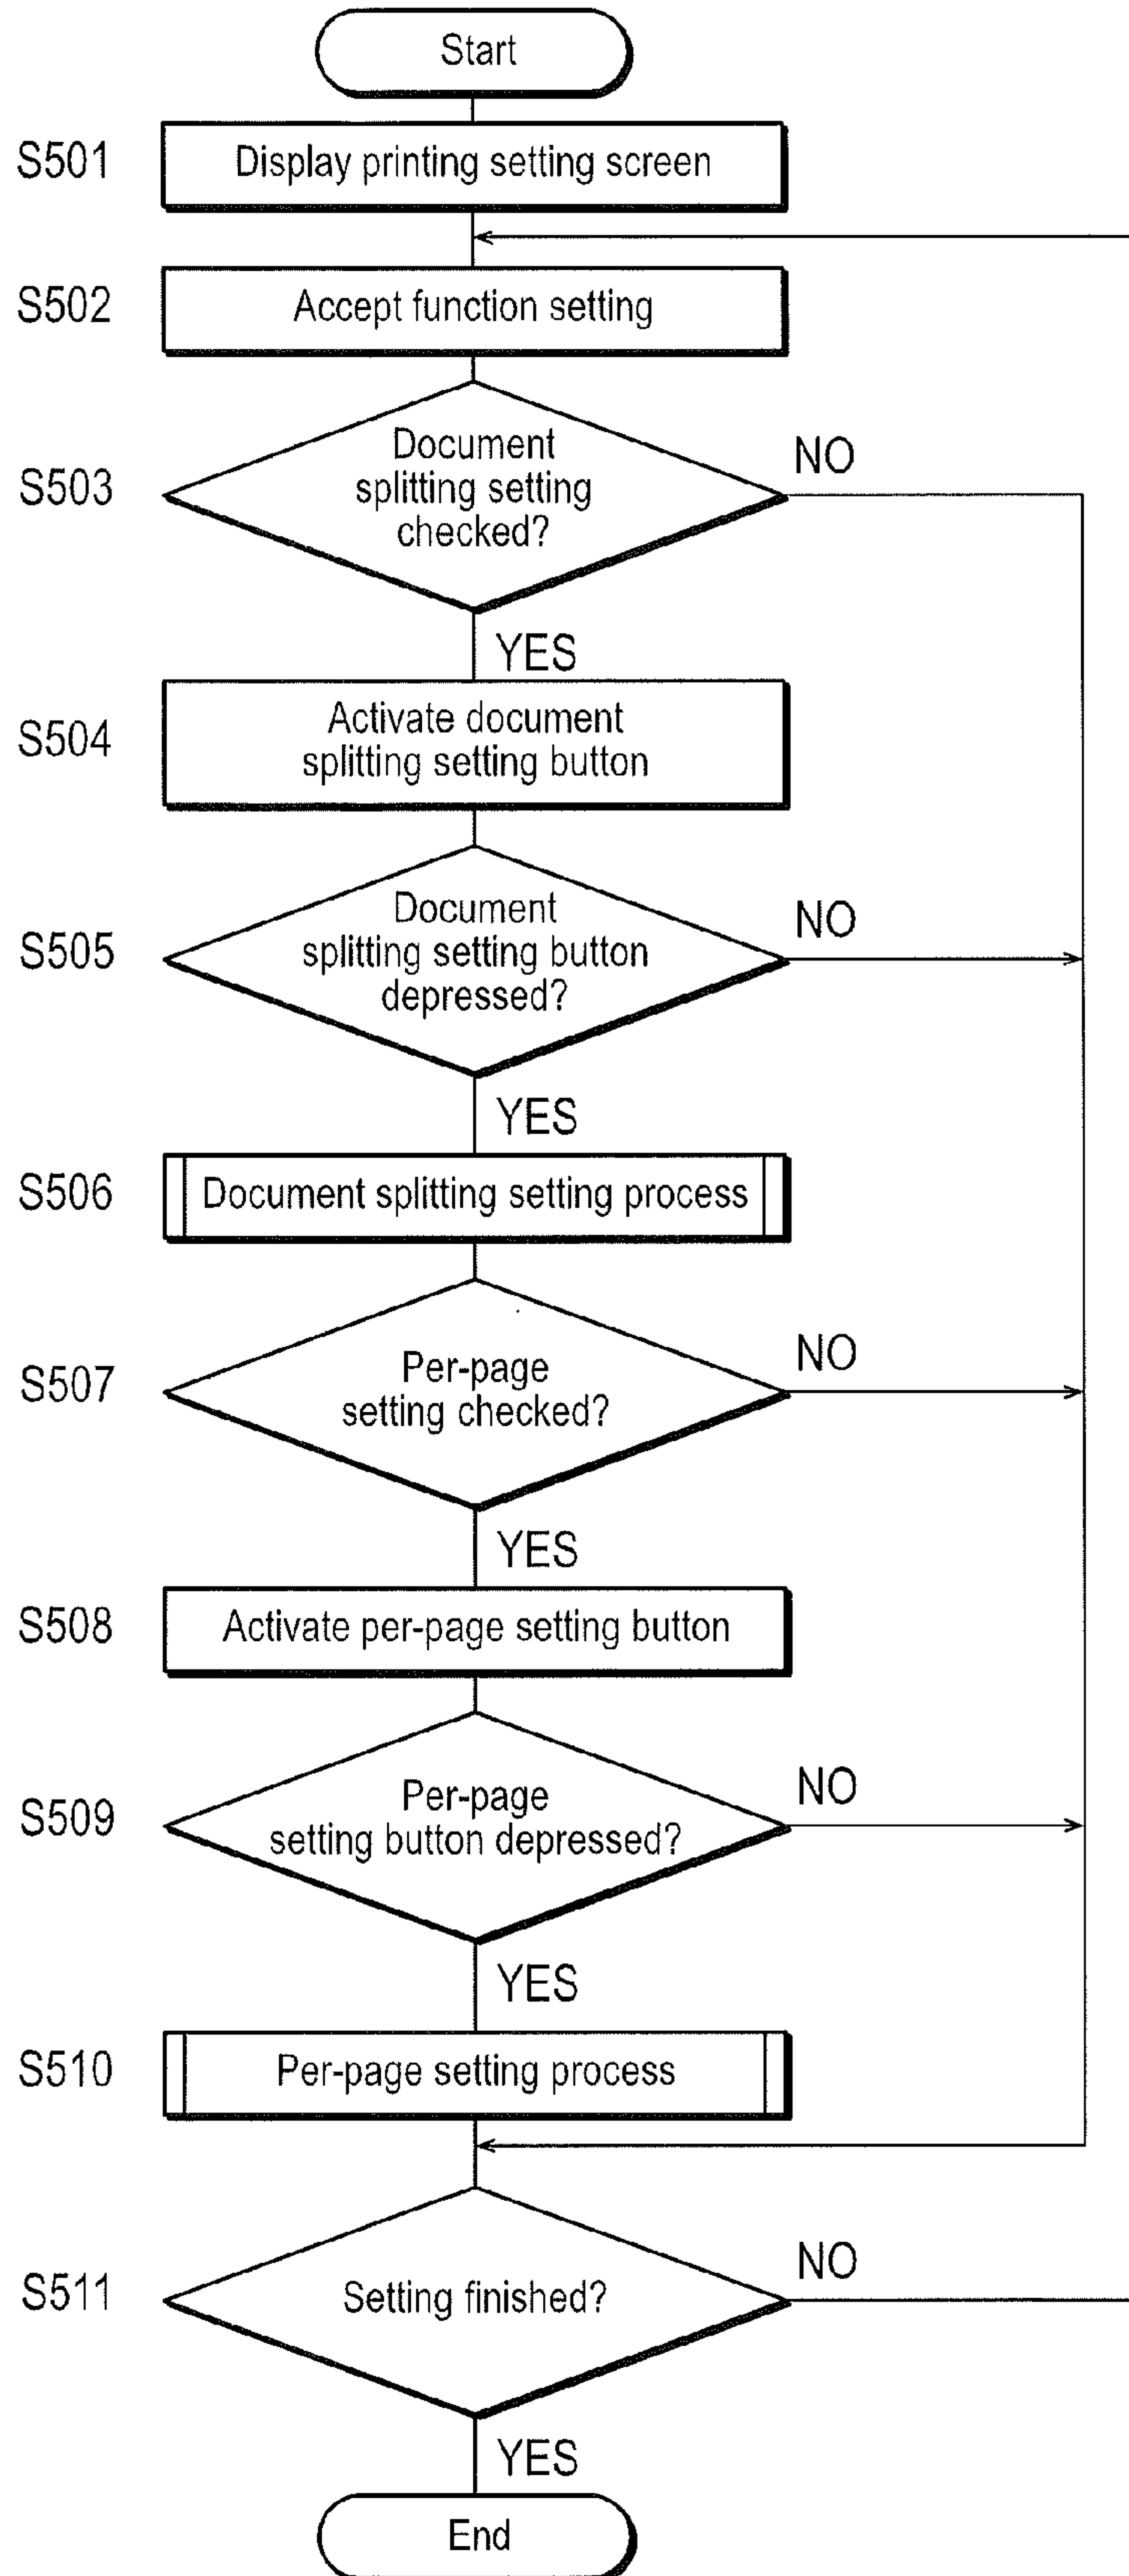 Start
S501
Display printing setting screen
S502
Accept function setting
S503
Document
splitting setting
checked?
NO
YES
S504
Activate document
splitting setting button
S505
Document
splitting setting button
depressed?
NO
YES
S506
Document splitting setting process
S507
Per-page
setting checked?
NO
YES
S508
Activate per-page setting button
S509
Per-page
setting button depressed?
NO
YES
S510
Per-page setting process
S511
Setting finished?
NO
YES
End